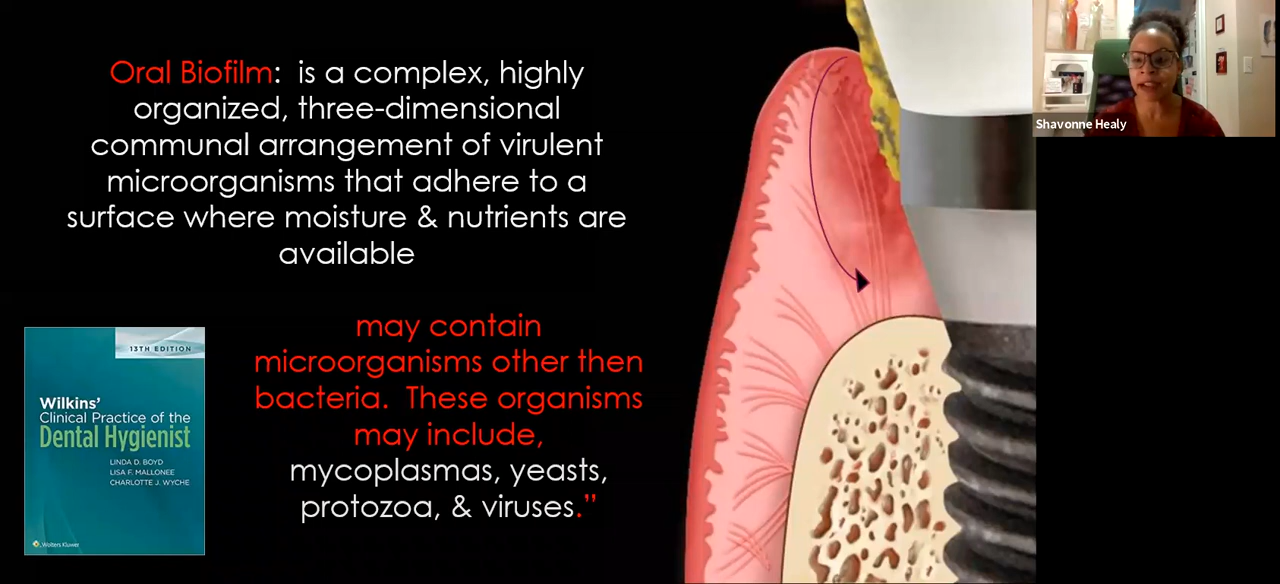 Oral Biofilm: is a complex, highly
organized, three-dimensional
communal arrangement of virulent
microorganisms that adhere to a
surface where moisture & nutrients are
available
may contain
microorganisms other then
bacteria. These organisms
may include,
mycoplasmas, yeasts,
protozoa, & viruses.”
13TH EDITION
Wilkins’
Clinical Practice of the
Dental Hygienist
LINDA D. BOYD
LISA F. MALLONEE
CHARLOTTE J. WYCHE
Wolters Kluwer
Shavonne Healy